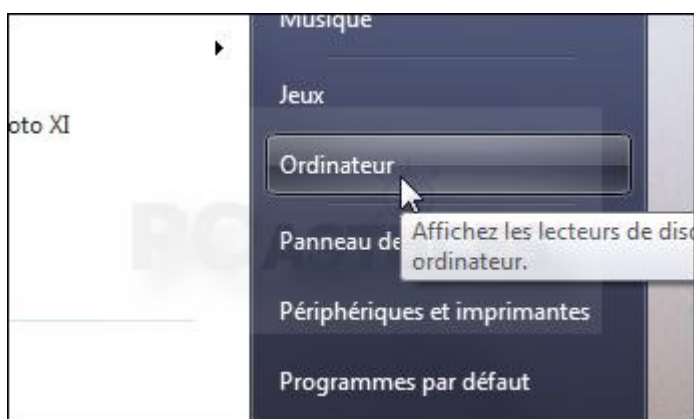 Musique
Jeux
oto XI
Ordinateur
Panneau de
Affichez les lecteurs de disc
ordinateur.
Périphériques et imprimantes
Programmes par défaut